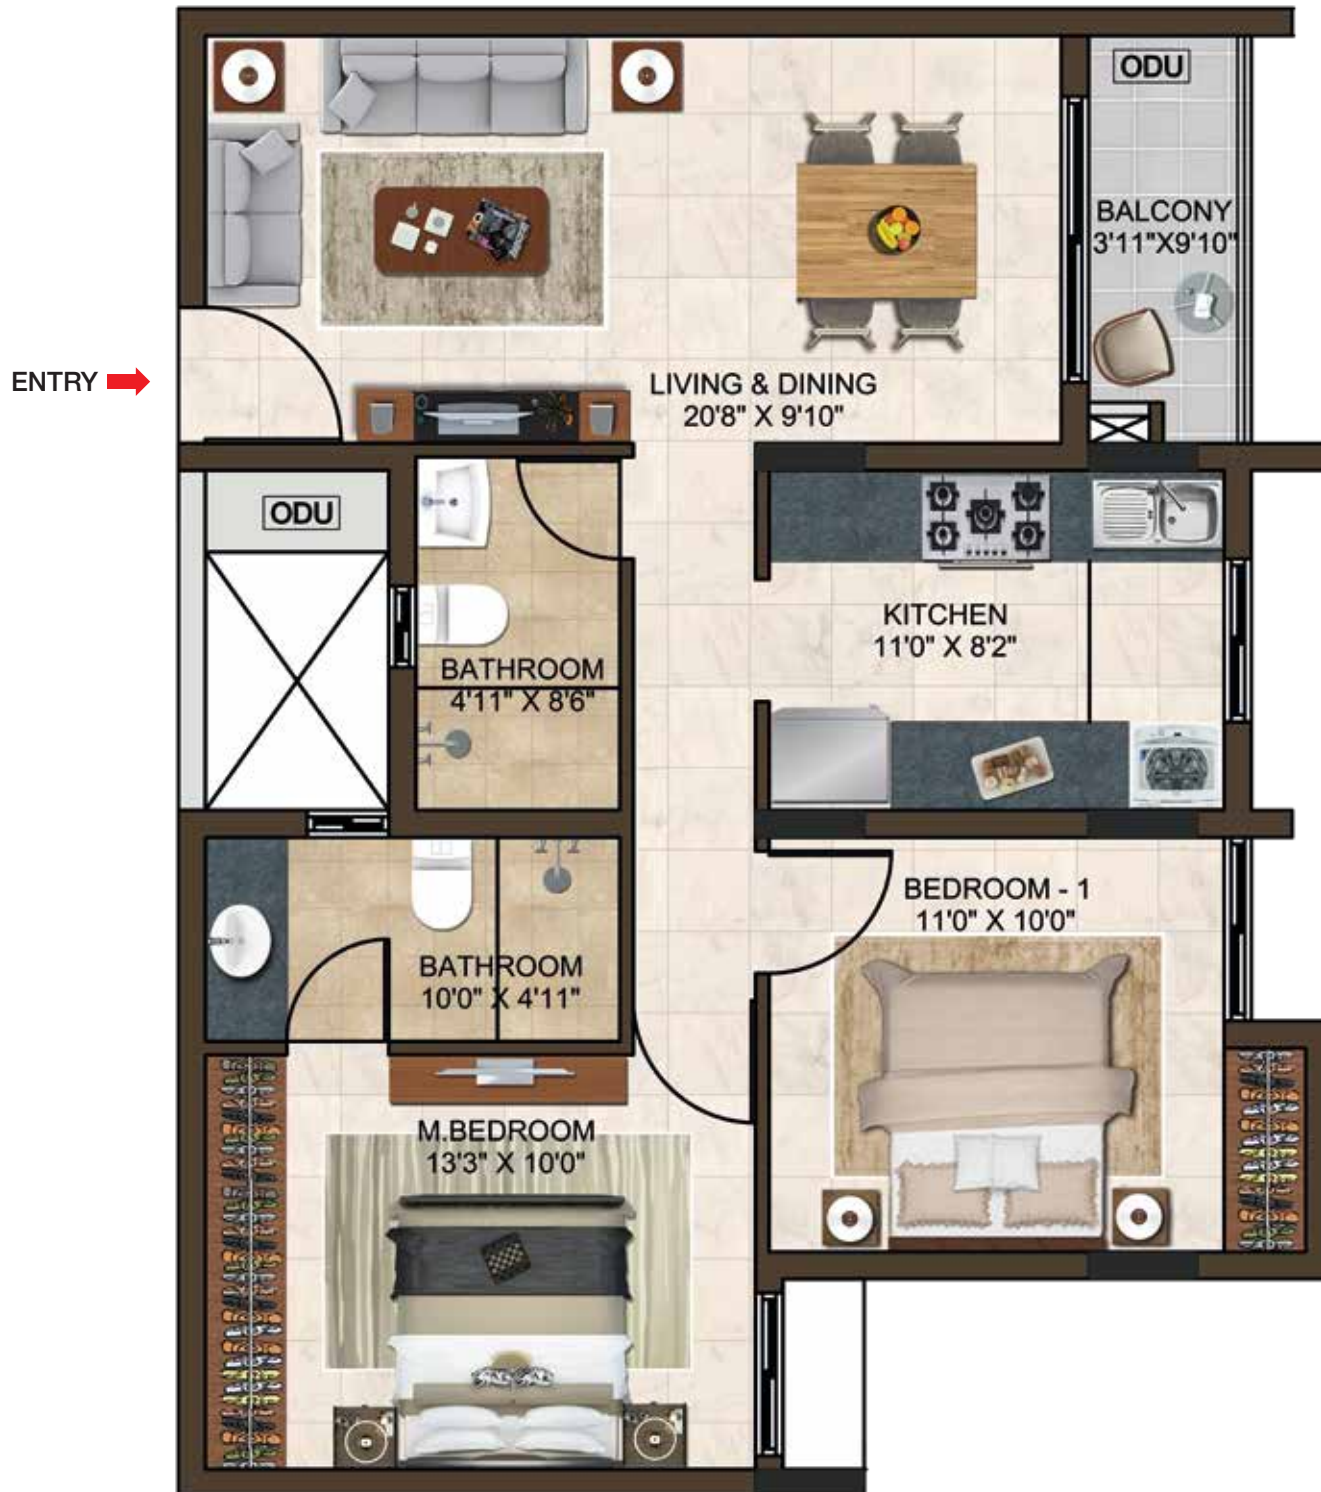 ODU
BALCONY
3'11"X9'10"
ENTRY
LIVING & DINING
20'8" X 9'10"
ODU
KITCHEN
11'0" X 8'2"
BATHROOM
4'11" X 8'6"
BEDROOM - 1
11'0" X 10'0"
BATHROOM
10'0" X 4'11"
M.BEDROOM
13'3" X 10'0"